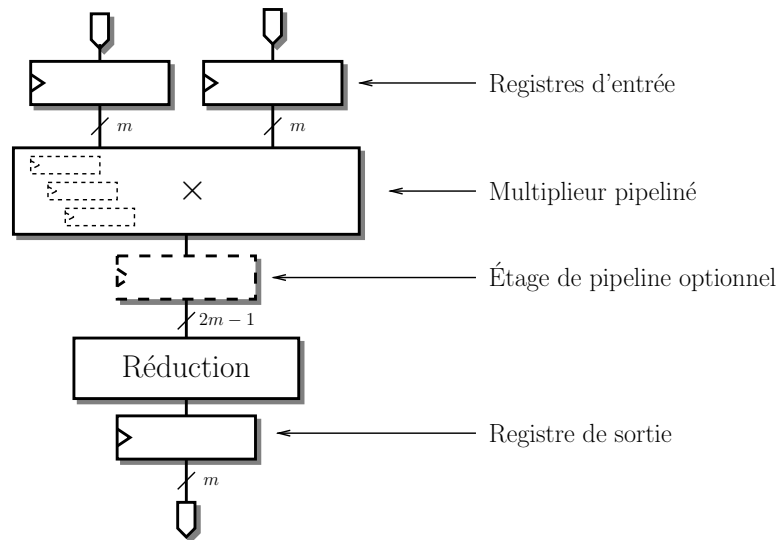 Registres d'entrée
m
m
×
Multiplieur pipeliné
Étage de pipeline optionnel
2m − 1
Réduction
Registre de sortie
m